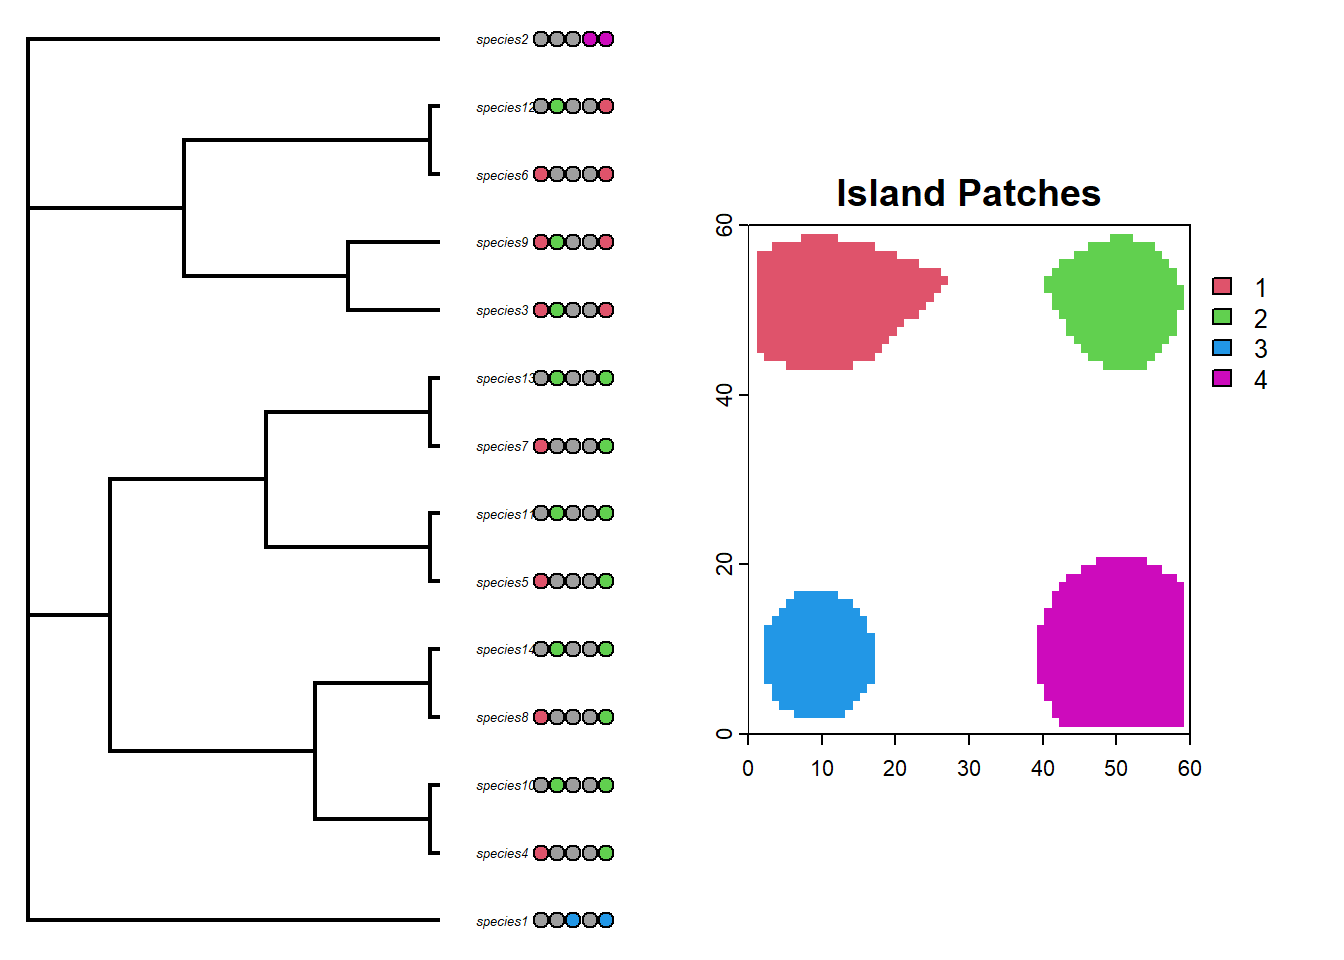 species2
species12
species6
species9
species3
species13
species7
species11
species5
species14
species8
species10
species4
species1
Island Patches
60
40
20
0
0 10 20 30 40 50 60
1
2
3
4